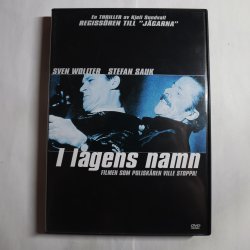 En THRILLER av Kjell Sundvall
REGISSÖREN TILL "JÄGARNA"
SVEN WOLLTER STEFAN SAUK
I lagens namn
FILMEN SOM POLISKÅREN VILLE STOPPA!
DVD